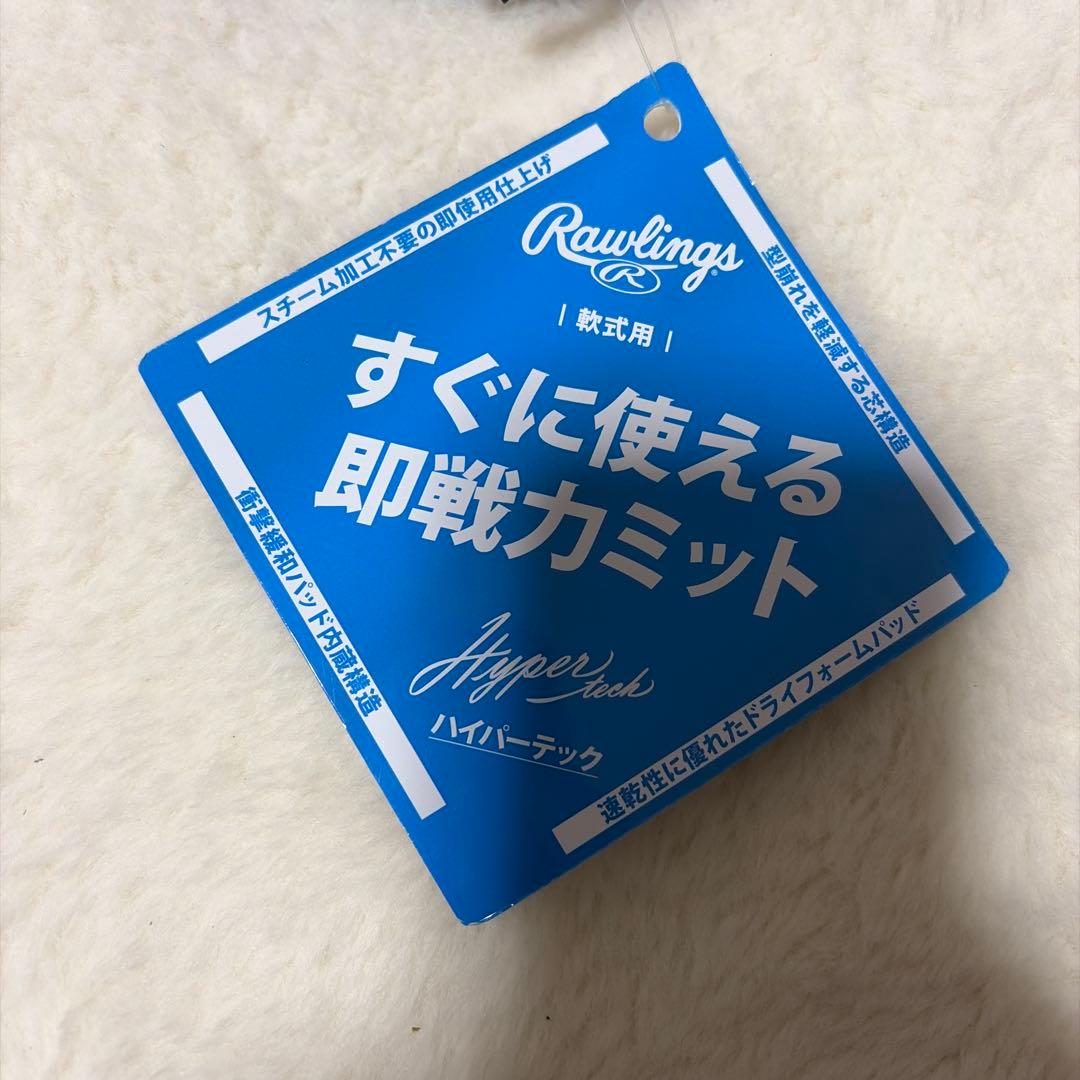 スチーム加工不要の即使用仕上げ
Rawlings
R
軟式用
型崩れを軽減する芯構造
すぐに使える
即戦力ミット
衝撃緩和パッド内蔵構造
Hyper
tech
ハイパーテック
速乾性に優れたドライフォームパッド